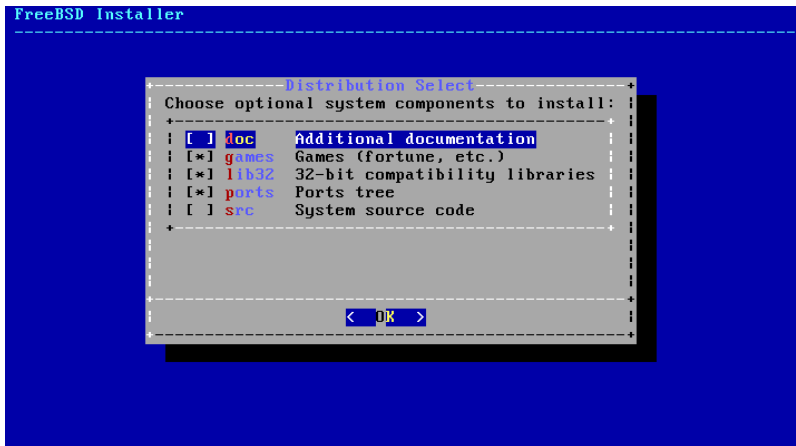 FreeBSD Installer
Distribution Select
Choose optional system components to install:
[ ] doc Additional documentation
[*] games Games (fortune, etc.)
[*] lib32 32-bit compatibility libraries
[*] ports Ports tree
[ ] src System source code
< OK >